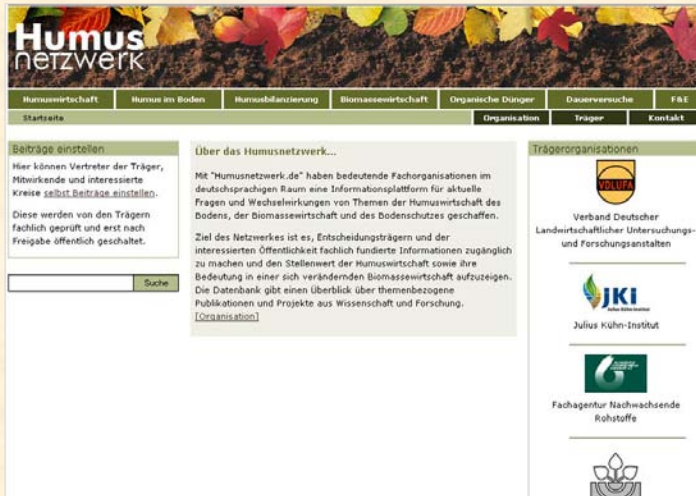 Humus
netzwerk
Humuswirtschaft
Humus im Boden
Humusbilanzierung
Biomassewirtschaft
Organische Dünger
Dauerversuche
F&E
Startseite
Organisation
Träger
Kontakt
Beiträge einstellen
Hier können Vertreter der Träger,
Mitwirkende und interessierte
Kreise selbst Beiträge einstellen.
Diese werden von den Trägern
fachlich geprüft und erst nach
Freigabe öffentlich geschaltet.
Suche
Über das Humusnetzwerk...
Mit "Humusnetzwerk.de" haben bedeutende Fachorganisationen im
deutschsprachigen Raum eine Informationsplattform für aktuelle
Fragen und Wechselwirkungen von Themen der Humuswirtschaft des
Bodens, der Biomassewirtschaft und des Bodenschutzes geschaffen.
Ziel des Netzwerkes ist es, Entscheidungsträgern und der
interessierten Öffentlichkeit fachlich fundierte Informationen zugänglich
zu machen und den Stellenwert der Humuswirtschaft sowie ihre
Bedeutung in einer sich verändernden Biomassewirtschaft aufzuzeigen.
Die Datenbank gibt einen Überblick über themenbezogene
Publikationen und Projekte aus Wissenschaft und Forschung.
[Organisation]
Trägerorganisationen
VDLUFA
Verband Deutscher
Landwirtschaftlicher Untersuchungs-
und Forschungsanstalten
JKI
Julius Kühn-Institut
Julius Kühn-Institut
Fachagentur Nachwachsende
Rohstoffe